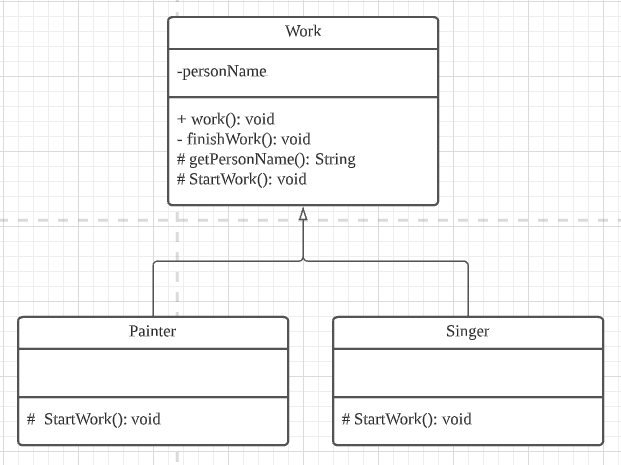 Work
-personName
+ work(): void
- finishWork(): void
# getPersonName(): String
# StartWork(): void
Painter
Singer
# StartWork(): void
# StartWork(): void